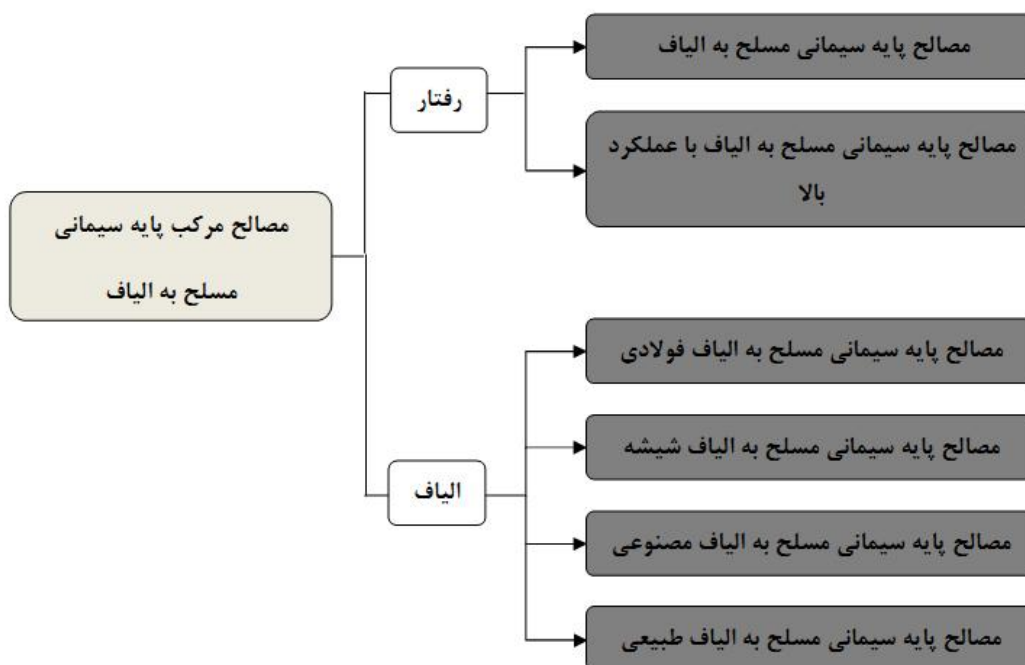 مصالح مرکب پایه سیمانی
مسلح به الیاف
رفتار
مصالح پایه سیمانی مسلح به الیاف
مصالح پایه سیمانی مسلح به الیاف با عملکرد
بالا
الیاف
مصالح پایه سیمانی مسلح به الیاف فولادی
مصالح پایه سیمانی مسلح به الیاف شیشه
مصالح پایه سیمانی مسلح به الیاف مصنوعی
مصالح پایه سیمانی مسلح به الیاف طبیعی